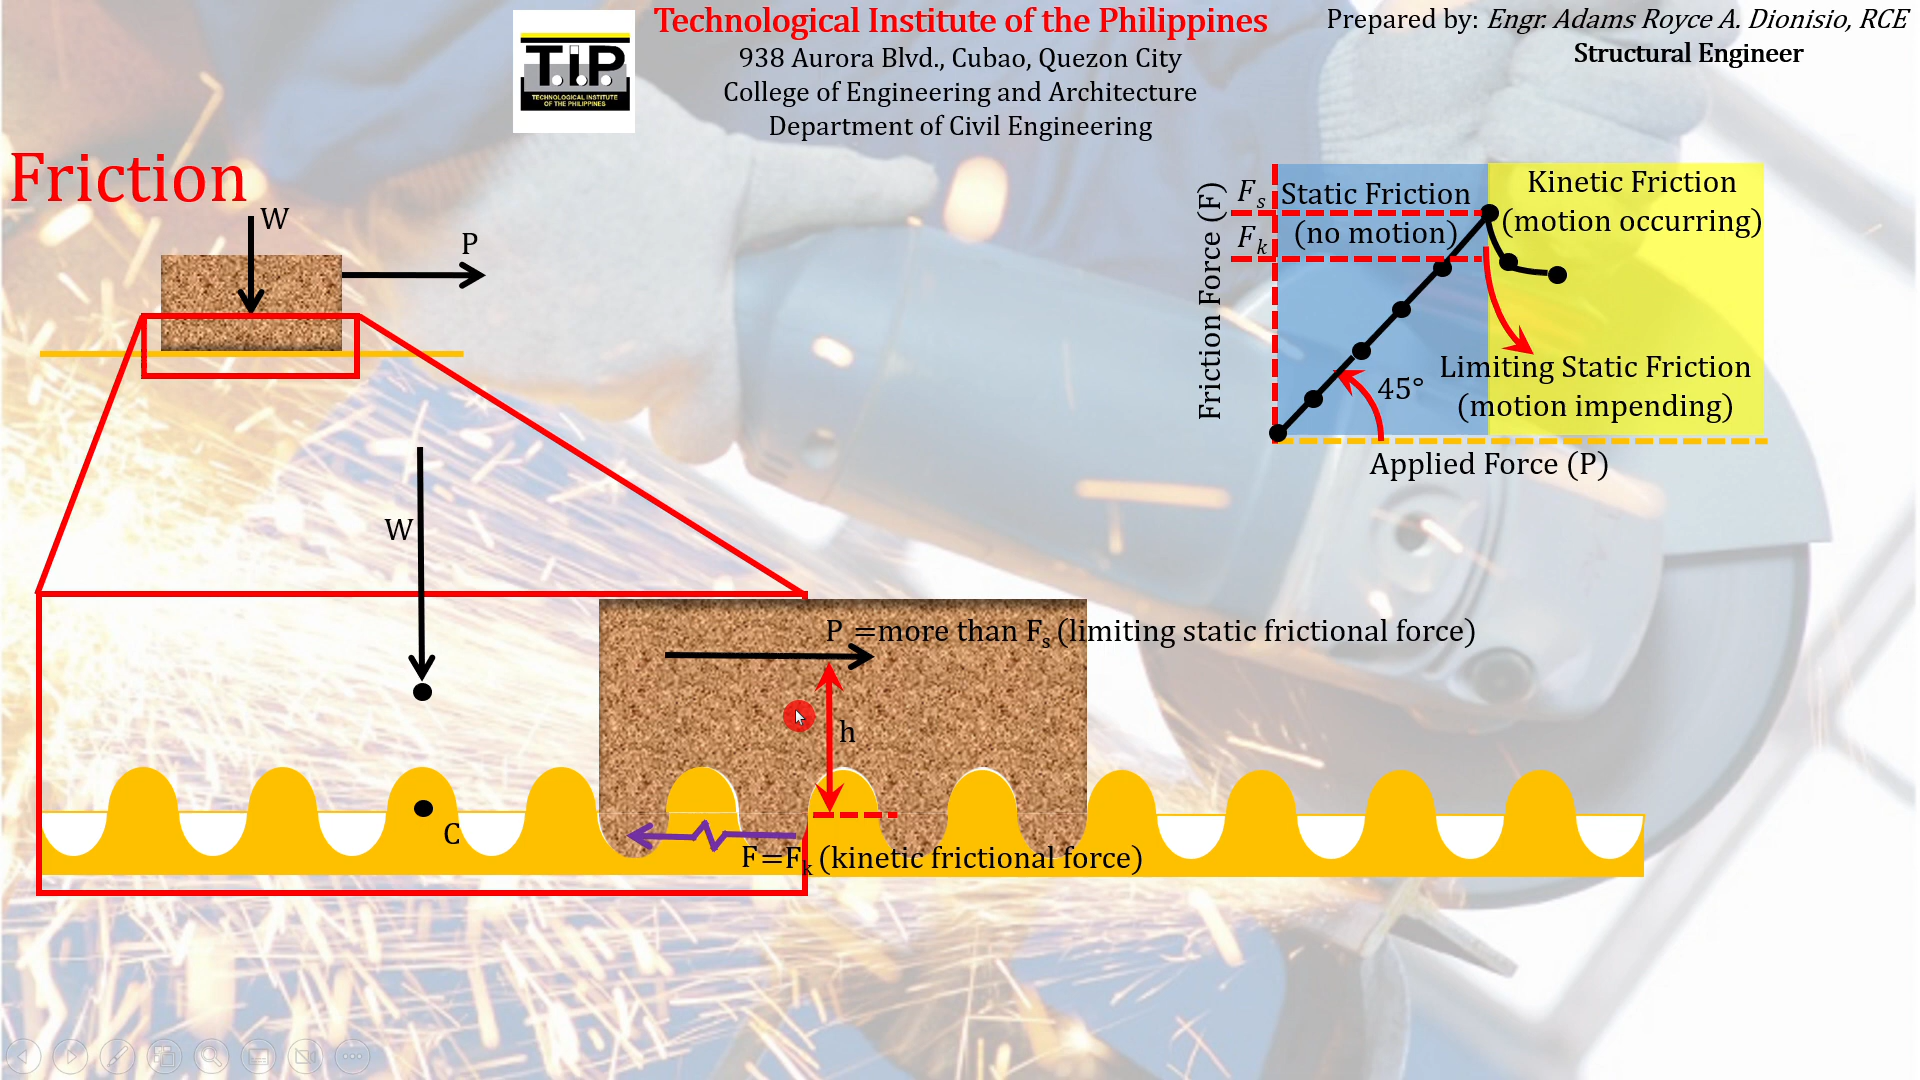 T.i.P
TECHNOLOGICAL INSTITUTE
OF THE PHILIPPINES
Technological Institute of the Philippines
938 Aurora Blvd., Cubao, Quezon City
College of Engineering and Architecture
Department of Civil Engineering
Prepared by: Engr. Adams Royce A. Dionisio, RCE
Structural Engineer
Friction
W
P
Friction Force (F)
Fs
Fk
Static Friction
(no motion)
Kinetic Friction
(motion occurring)
45°
Limiting Static Friction
(motion impending)
Applied Force (P)
W
P =more than Fs (limiting static frictional force)
h
C
F=Fk (kinetic frictional force)